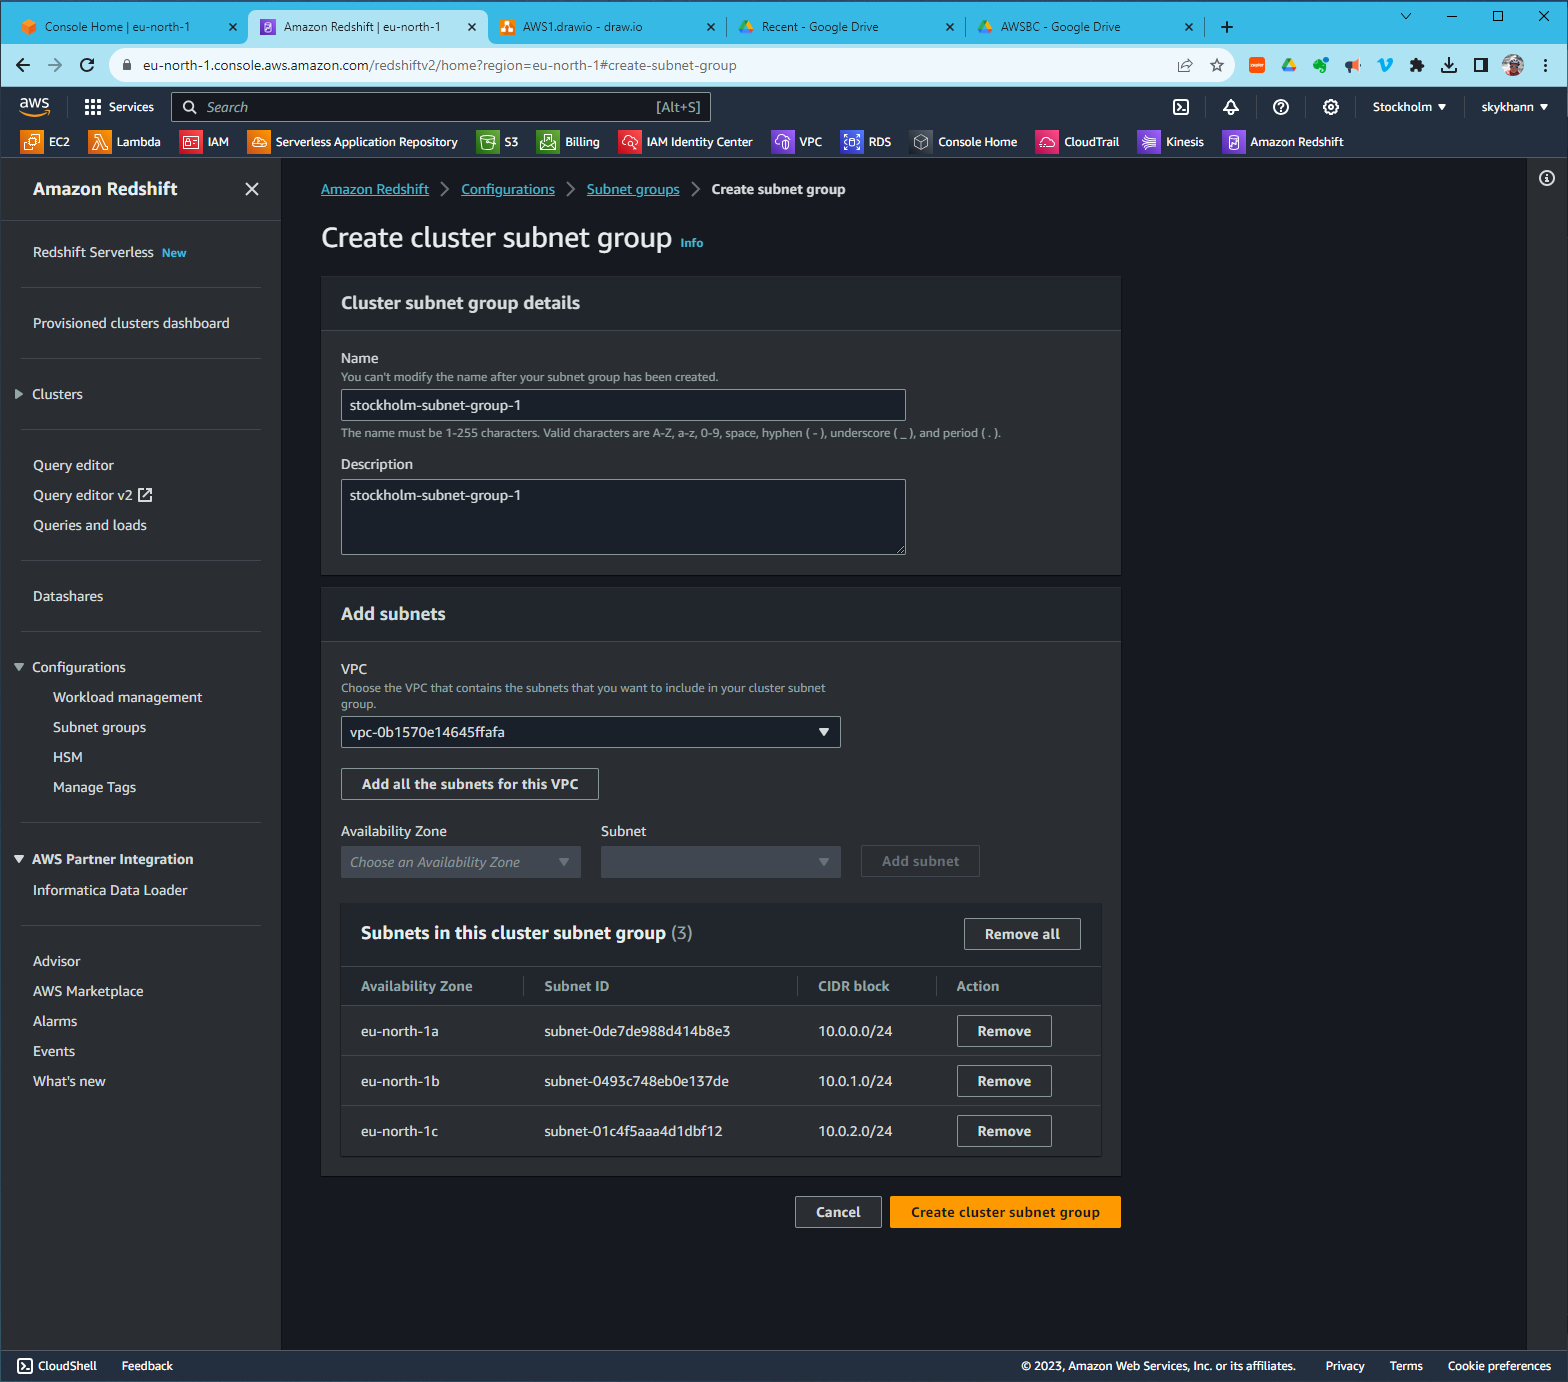 Console Home | eu-north-1
Amazon Redshift | eu-north-1
AWS1.drawio - draw.io
Recent - Google Drive
AWSBC - Google Drive
eu-north-1.console.aws.amazon.com/redshiftv2/home?region=eu-north-1#create-subnet-group
aws
Services
Search
[Alt+S]
Stockholm
skykhann
EC2
Lambda
IAM
Serverless Application Repository
S3
Billing
IAM Identity Center
VPC
RDS
Console Home
CloudTrail
Kinesis
Amazon Redshift
Amazon Redshift
Redshift Serverless New
Provisioned clusters dashboard
Clusters
Query editor
Query editor v2
Queries and loads
Datashares
Configurations
Workload management
Subnet groups
HSM
Manage Tags
AWS Partner Integration
Informatica Data Loader
Advisor
AWS Marketplace
Alarms
Events
What's new
Amazon Redshift
Configurations
Subnet groups
Create subnet group
Create cluster subnet group Info
Cluster subnet group details
Name
You can't modify the name after your subnet group has been created.
stockholm-subnet-group-1
The name must be 1-255 characters. Valid characters are A-Z, a-z, 0-9, space, hyphen ( - ), underscore ( _ ), and period ( . ).
Description
stockholm-subnet-group-1
Add subnets
VPC
Choose the VPC that contains the subnets that you want to include in your cluster subnet
group.
vpc-0b1570e14645ffafa
Add all the subnets for this VPC
Availability Zone
Subnet
Choose an Availability Zone
Add subnet
Subnets in this cluster subnet group (3)
Remove all
Availability Zone
Subnet ID
CIDR block
Action
eu-north-1a
subnet-0de7de988d414b8e3
10.0.0.0/24
Remove
eu-north-1b
subnet-0493c748eb0e137de
10.0.1.0/24
Remove
eu-north-1c
subnet-01c4f5aaa4d1dbf12
10.0.2.0/24
Remove
Cancel
Create cluster subnet group
CloudShell
Feedback
© 2023, Amazon Web Services, Inc. or its affiliates.
Privacy
Terms
Cookie preferences